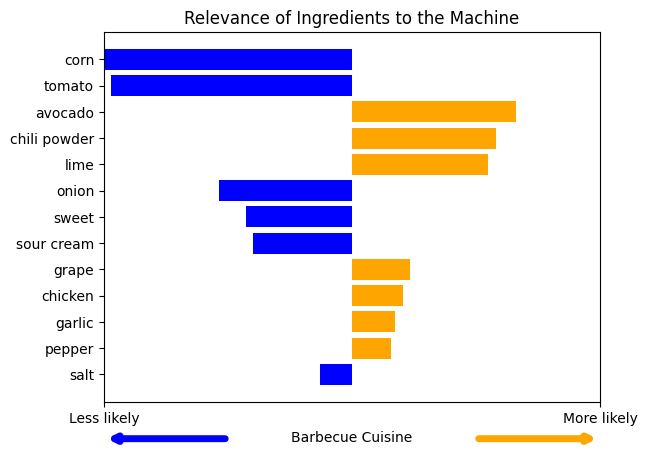 Relevance of Ingredients to the Machine
corn
tomato
avocado
chili powder
lime
onion
sweet
sour cream
grape
chicken
garlic
pepper
salt
Less likely
More likely
Barbecue Cuisine